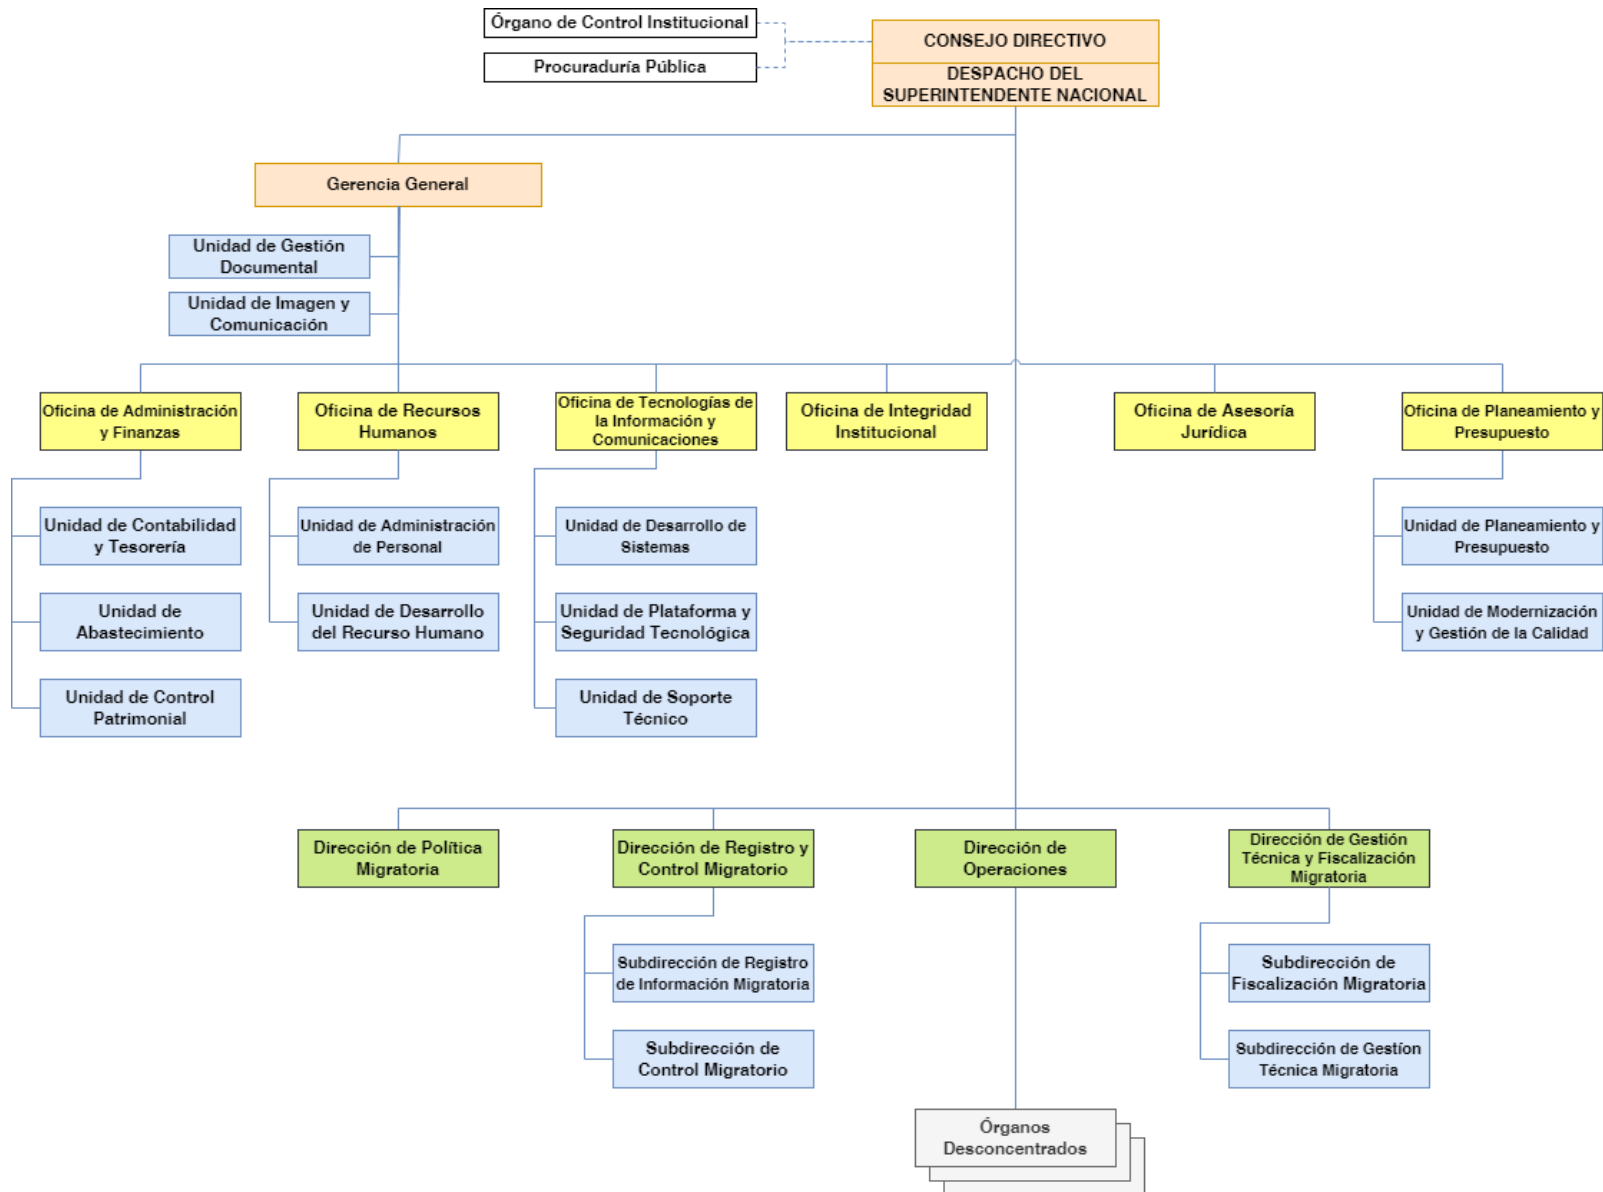 Órgano de Control Institucional
Procuraduría Pública
CONSEJO DIRECTIVO
DESPACHO DEL
SUPERINTENDENTE NACIONAL
Gerencia General
Unidad de Gestión
Documental
Unidad de Imagen y
Comunicación
Oficina de Administración
y Finanzas
Oficina de Recursos
Humanos
Oficina de Tecnologías de
la Información y
Comunicaciones
Oficina de Integridad
Institucional
Oficina de Asesoría
Jurídica
Oficina de Planeamiento y
Presupuesto
Unidad de Contabilidad
y Tesorería
Unidad de Administración
de Personal
Unidad de Desarrollo de
Sistemas
Unidad de Planeamiento y
Presupuesto
Unidad de
Abastecimiento
Unidad de Desarrollo
del Recurso Humano
Unidad de Plataforma y
Seguridad Tecnológica
Unidad de Modernización
y Gestión de la Calidad
Unidad de Control
Patrimonial
Unidad de Soporte
Técnico
Dirección de Política
Migratoria
Dirección de Registro y
Control Migratorio
Dirección de
Operaciones
Dirección de Gestión
Técnica y Fiscalización
Migratoria
Subdirección de Registro
de Información Migratoria
Subdirección de
Fiscalización Migratoria
Subdirección de
Control Migratorio
Subdirección de Gestíon
Técnica Migratoria
Órganos
Desconcentrados